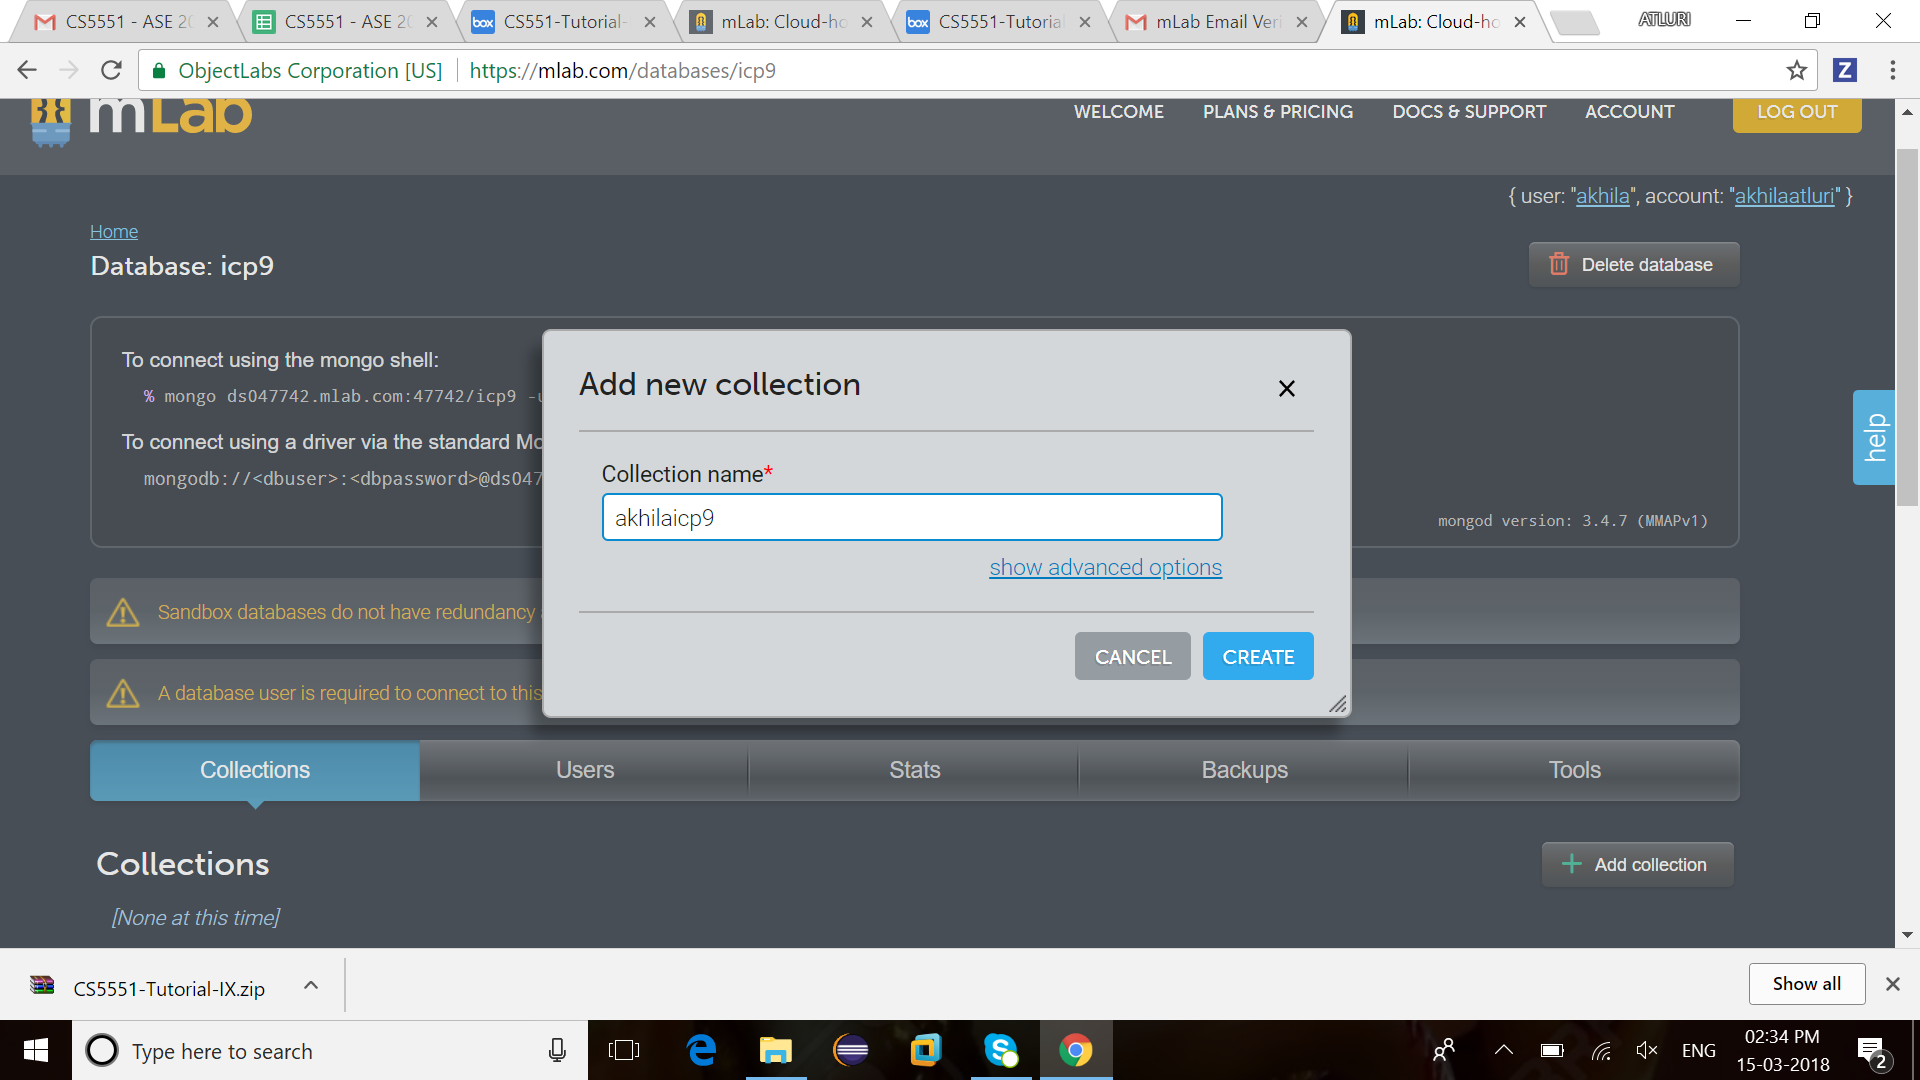 CS5551 - ASE 20
CS5551 - ASE 20
box CS5551-Tutorial-
mLab: Cloud-ho
box CS5551-Tutorial
mLab Email Veri
mLab: Cloud-ho
ATLURI
ObjectLabs Corporation [US] https://mlab.com/databases/icp9
Z
mLab
WELCOME PLANS & PRICING DOCS & SUPPORT ACCOUNT LOG OUT
{ user: "akhila", account: "akhilaatluri" }
Home
Database: icp9
Delete database
To connect using the mongo shell:
% mongo ds047742.mlab.com:47742/icp9 -u
To connect using a driver via the standard Mo
mongodb://<dbuser>:<dbpassword>@ds047
mongod version: 3.4.7 (MMAPv1)
Add new collection
Collection name*
akhilaicp9
show advanced options
CANCEL CREATE
help
Sandbox databases do not have redundancy
A database user is required to connect to this
Collections Users Stats Backups Tools
Collections
Add collection
[None at this time]
CS5551-Tutorial-IX.zip
Show all
Type here to search
ENG
02:34 PM
15-03-2018
2